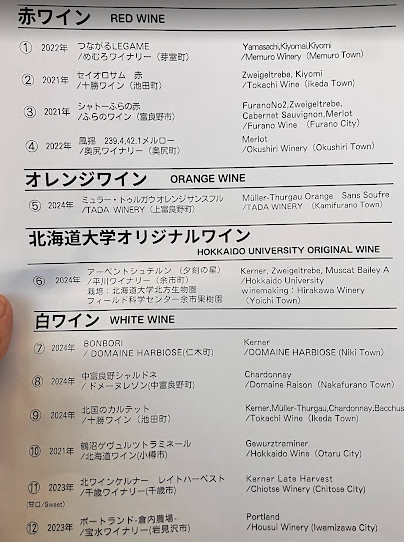 赤ワイン RED WINE
① 2022年 つながるLEGAME Yamasachi,Kiyomai,Kiyomi
/めむろワイナリー（芽室町） /Memuro Winery（Memuro Town）
② 2021年 セイオロサム 赤 Zweigeltrebe, Kiyomi
/十勝ワイン（池田町） /Tokachi Wine（Ikeda Town）
③ 2021年 シャトーふらの赤 FuranoNo2,Zweigeltrebe,
/ふらのワイン（富良野市） Cabernet Sauvignon,Merlot
/Furano Wine （Furano City）
④ 2022年 風揺 239.4,42.1メルロー Merlot
/奥尻ワイナリー（奥尻町） /Okushiri Winery（Okushiri Town）
オレンジワイン ORANGE WINE
⑤ 2024年 ミュラー・トゥルガウオレンジサンスフル Müller-Thurgau Orange Sans Soufre
/TADA WINERY（上富良野町） /TADA WINERY （Kamifurano Town）
北海道大学オリジナルワイン
HOKKAIDO UNIVERSITY ORIGINAL WINE
⑥ 2024年 アーベントシュテルン （夕刻の星） Kerner, Zweigeltrebe, Muscat Bailey A
/平川ワイナリー（余市町） /Hokkaido University
栽培：北海道大学北方生物圏 winemaking：Hirakawa Winery
フィールド科学センター余市果樹園 （Yoichi Town）
白ワイン WHITE WINE
⑦ 2024年 BONBORI Kerner
/ DOMAINE HARBIOSE(仁木町) /DOMAINE HARBIOSE (Niki Town)
⑧ 2024年 中富良野シャルドネ Chardonnay
/ドメーヌレゾン(中富良野町) /Domaine Raison（Nakafurano Town）
⑨ 2024年 北国のカルテット Kerner,Müller-Thurgau,Chardonnay,Bacchus
/十勝ワイン（池田町） /Tokachi Wine（Ikeda Town）
⑩ 2021年 鶴沼ゲヴュルツトラミネール Gewurztraminer
/北海道ワイン(小樽市) /Hokkaido Wine（Otaru City）
⑪ 2023年 北ワインケルナー レイトハーベスト Kerner Late Harvest
(甘口/Sweet) /千歳ワイナリー(千歳市) /Chiotse Winery (Chitose City)
⑫ 2023年 ポートランド-倉内農場- Portland
/宝水ワイナリー(岩見沢市) /Housui Winery (Iwamizawa City)